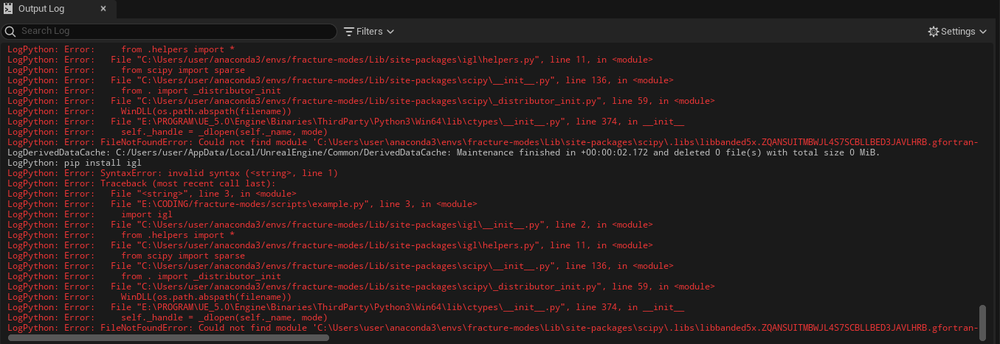 Output Log
Search Log
Filters
Settings
LogPython: Error:     from .helpers import *
LogPython: Error:   File "C:\Users/user/anaconda3/envs/fracture-modes/Lib/site-packages\igl\helpers.py", line 11, in <module>
LogPython: Error:     from scipy import sparse
LogPython: Error:   File "C:\Users/user/anaconda3/envs/fracture-modes/Lib/site-packages\scipy\__init__.py", line 136, in <module>
LogPython: Error:     from . import _distributor_init
LogPython: Error:   File "C:\Users/user/anaconda3/envs/fracture-modes/Lib/site-packages\scipy\_distributor_init.py", line 59, in <module>
LogPython: Error:     WinDLL(os.path.abspath(filename))
LogPython: Error:   File "E:\PROGRAM\UE_5.0\Engine\Binaries\ThirdParty\Python3\Win64\lib\ctypes\__init__.py", line 374, in __init__
LogPython: Error:     self._handle = _dlopen(self._name, mode)
LogPython: Error: FileNotFoundError: Could not find module 'C:\Users\user\anaconda3\envs\fracture-modes\Lib\site-packages\scipy\.libs\libbanded5x.ZQANSUITMBWJL4S7SCBLLBED3JAVLHRB.gfortran-
LogDerivedDataCache: C:/Users/user/AppData/Local/UnrealEngine/Common/DerivedDataCache: Maintenance finished in +00:00:02.172 and deleted 0 file(s) with total size 0 MiB.
LogPython: pip install igl
LogPython: Error: SyntaxError: invalid syntax (<string>, line 1)
LogPython: Error: Traceback (most recent call last):
LogPython: Error:   File "<string>", line 3, in <module>
LogPython: Error:   File "E:\CODING/fracture-modes/scripts\example.py", line 3, in <module>
LogPython: Error:     import igl
LogPython: Error:   File "C:\Users/user/anaconda3/envs/fracture-modes/Lib/site-packages\igl\__init__.py", line 2, in <module>
LogPython: Error:     from .helpers import *
LogPython: Error:   File "C:\Users/user/anaconda3/envs/fracture-modes/Lib/site-packages\igl\helpers.py", line 11, in <module>
LogPython: Error:     from scipy import sparse
LogPython: Error:   File "C:\Users/user/anaconda3/envs/fracture-modes/Lib/site-packages\scipy\__init__.py", line 136, in <module>
LogPython: Error:     from . import _distributor_init
LogPython: Error:   File "C:\Users/user/anaconda3/envs/fracture-modes/Lib/site-packages\scipy\_distributor_init.py", line 59, in <module>
LogPython: Error:     WinDLL(os.path.abspath(filename))
LogPython: Error:   File "E:\PROGRAM\UE_5.0\Engine\Binaries\ThirdParty\Python3\Win64\lib\ctypes\__init__.py", line 374, in __init__
LogPython: Error:     self._handle = _dlopen(self._name, mode)
LogPython: Error: FileNotFoundError: Could not find module 'C:\Users\user\anaconda3\envs\fracture-modes\Lib\site-packages\scipy\.libs\libbanded5x.ZQANSUITMBWJL4S7SCBLLBED3JAVLHRB.gfortran-